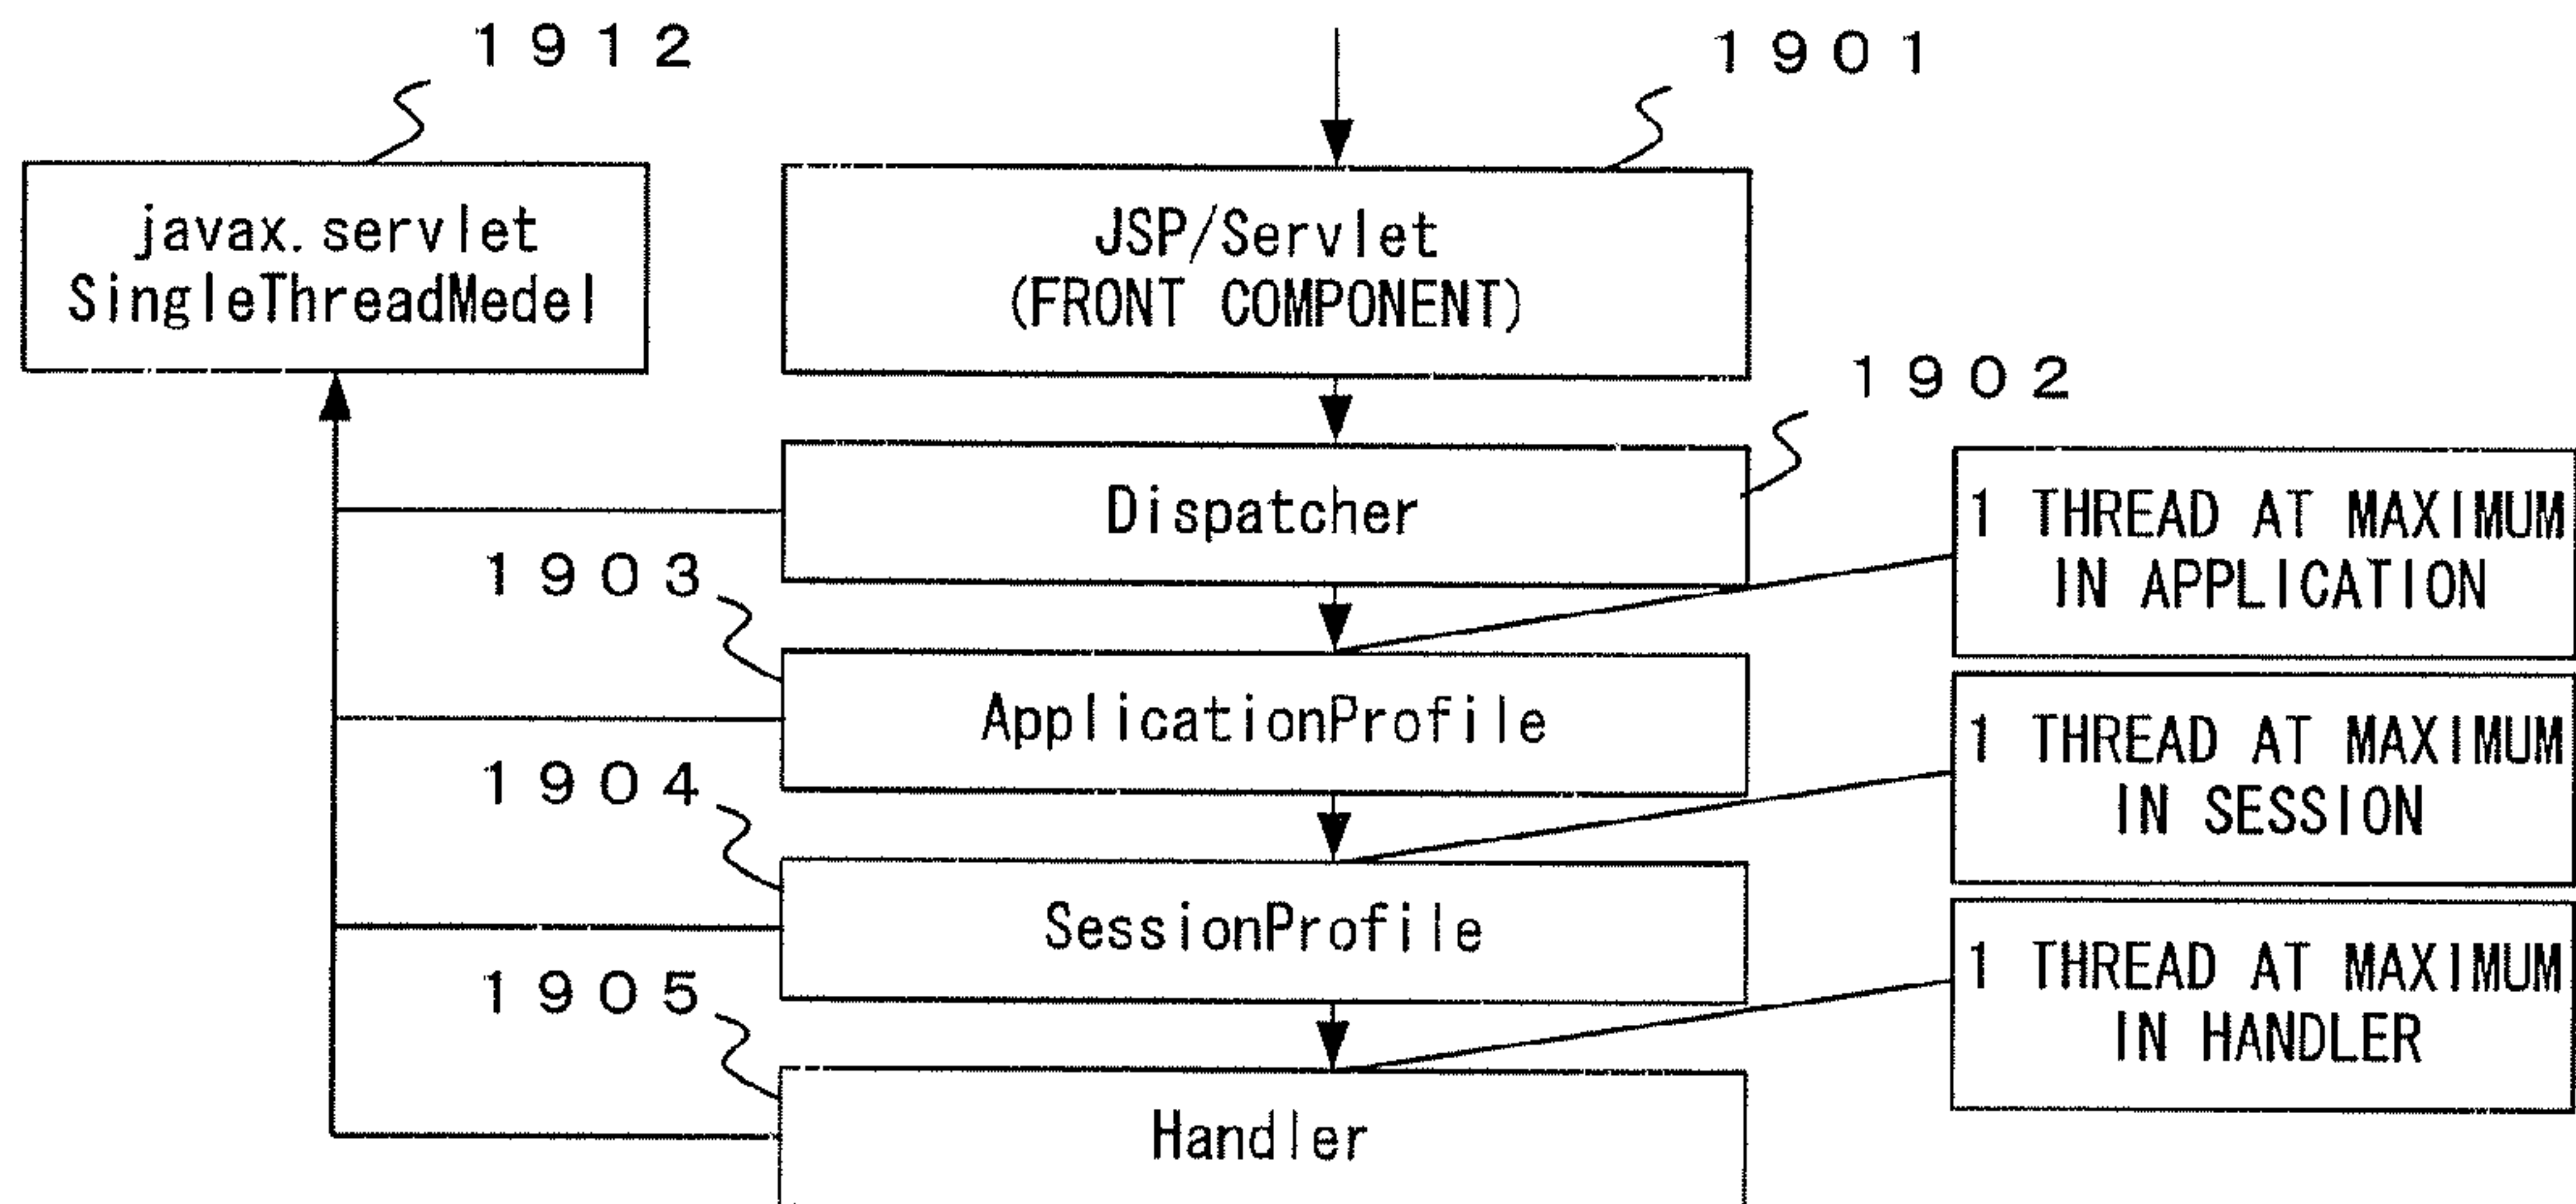 1912
1901
javax.servlet
SingleThreadMedel
JSP/Servlet
(FRONT COMPONENT)
1902
Dispatcher
1 THREAD AT MAXIMUM
IN APPLICATION
1903
ApplicationProfile
1 THREAD AT MAXIMUM
IN SESSION
1904
SessionProfile
1 THREAD AT MAXIMUM
IN HANDLER
1905
Handler